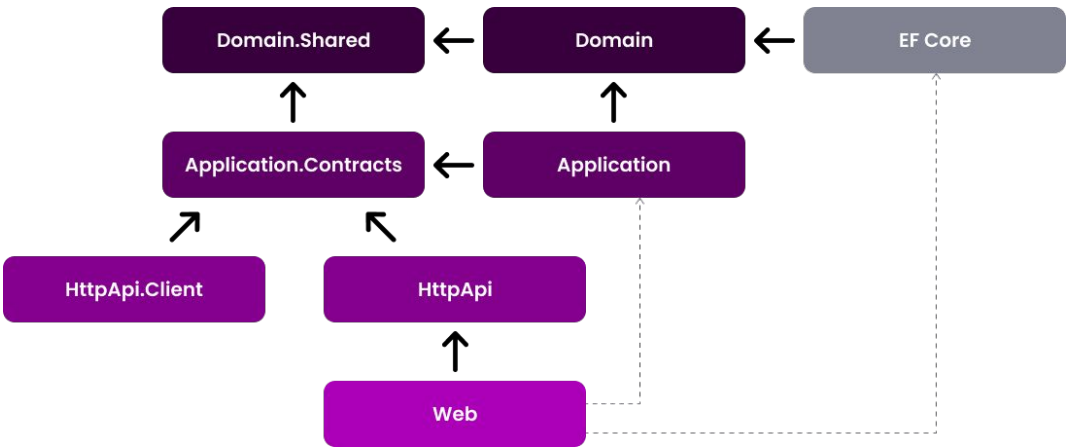 Domain.Shared
Domain
EF Core
Application.Contracts
Application
HttpApi.Client
HttpApi
Web